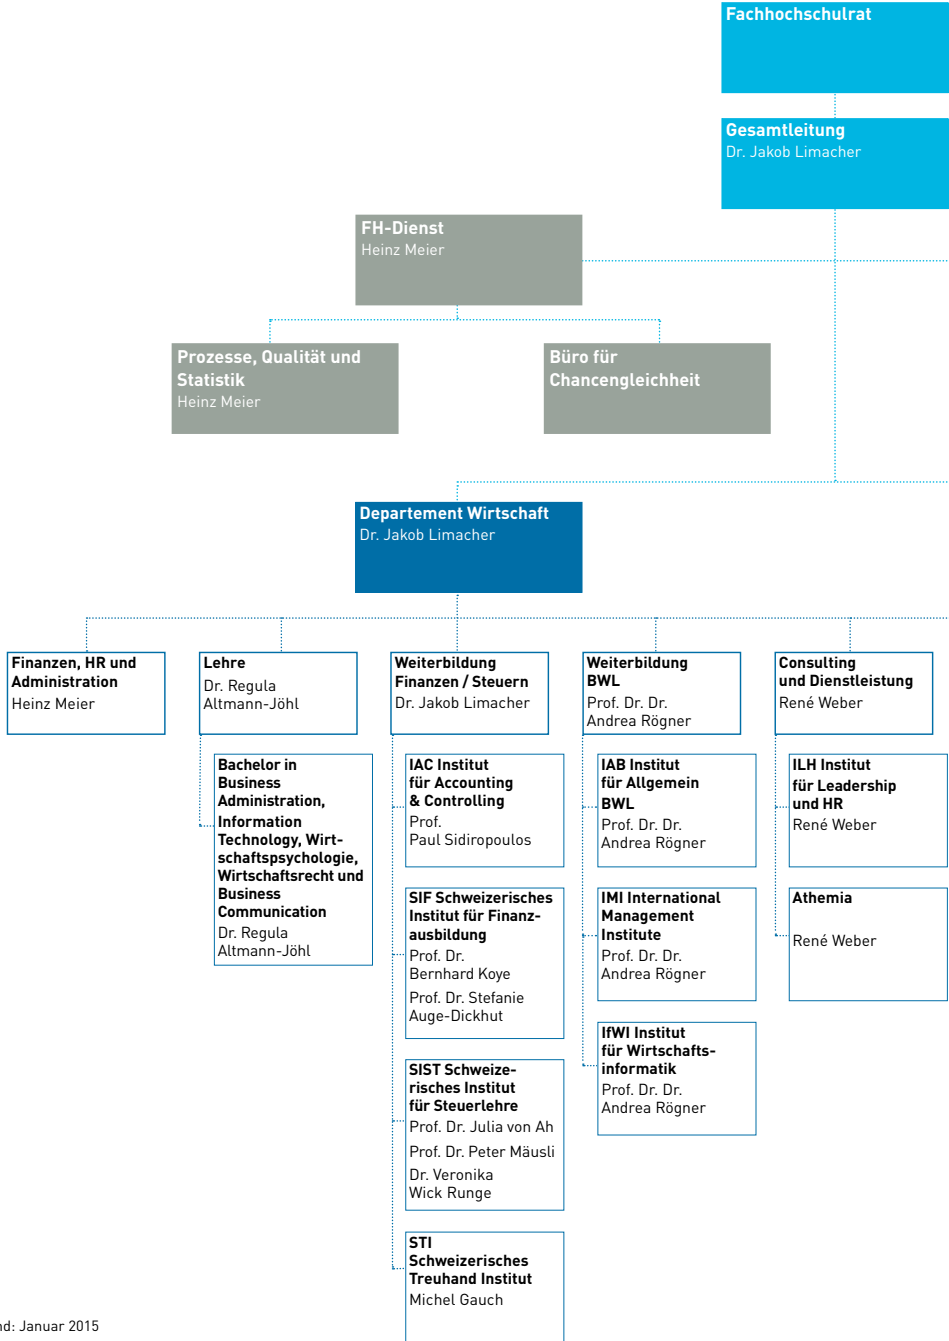 Fachhochschulrat
Gesamtleitung
Dr. Jakob Limacher
FH-Dienst
Heinz Meier
Prozesse, Qualität und
Statistik
Heinz Meier
Büro für
Chancengleichheit
Departement Wirtschaft
Dr. Jakob Limacher
Finanzen, HR und
Administration
Heinz Meier
Lehre
Dr. Regula
Altmann-Jöhl
Bachelor in
Business
Administration,
Information
Technology, Wirt-
schaftspsychologie,
Wirtschaftsrecht und
Business
Communication
Dr. Regula
Altmann-Jöhl
Weiterbildung
Finanzen / Steuern
Dr. Jakob Limacher
IAC Institut
für Accounting
& Controlling
Prof.
Paul Sidiropoulos
SIF Schweizerisches
Institut für Finanz-
ausbildung
Prof. Dr.
Bernhard Koye
Prof. Dr. Stefanie
Auge-Dickhut
SIST Schweize-
risches Institut
für Steuerlehre
Prof. Dr. Julia von Ah
Prof. Dr. Peter Mäusli
Dr. Veronika
Wick Runge
STI
Schweizerisches
Treuhand Institut
Michel Gauch
Weiterbildung
BWL
Prof. Dr. Dr.
Andrea Rögner
IAB Institut
für Allgemein
BWL
Prof. Dr. Dr.
Andrea Rögner
IMI International
Management
Institute
Prof. Dr. Dr.
Andrea Rögner
IfWI Institut
für Wirtschafts-
informatik
Prof. Dr. Dr.
Andrea Rögner
Consulting
und Dienstleistung
René Weber
ILH Institut
für Leadership
und HR
René Weber
Athemia
René Weber
nd: Januar 2015